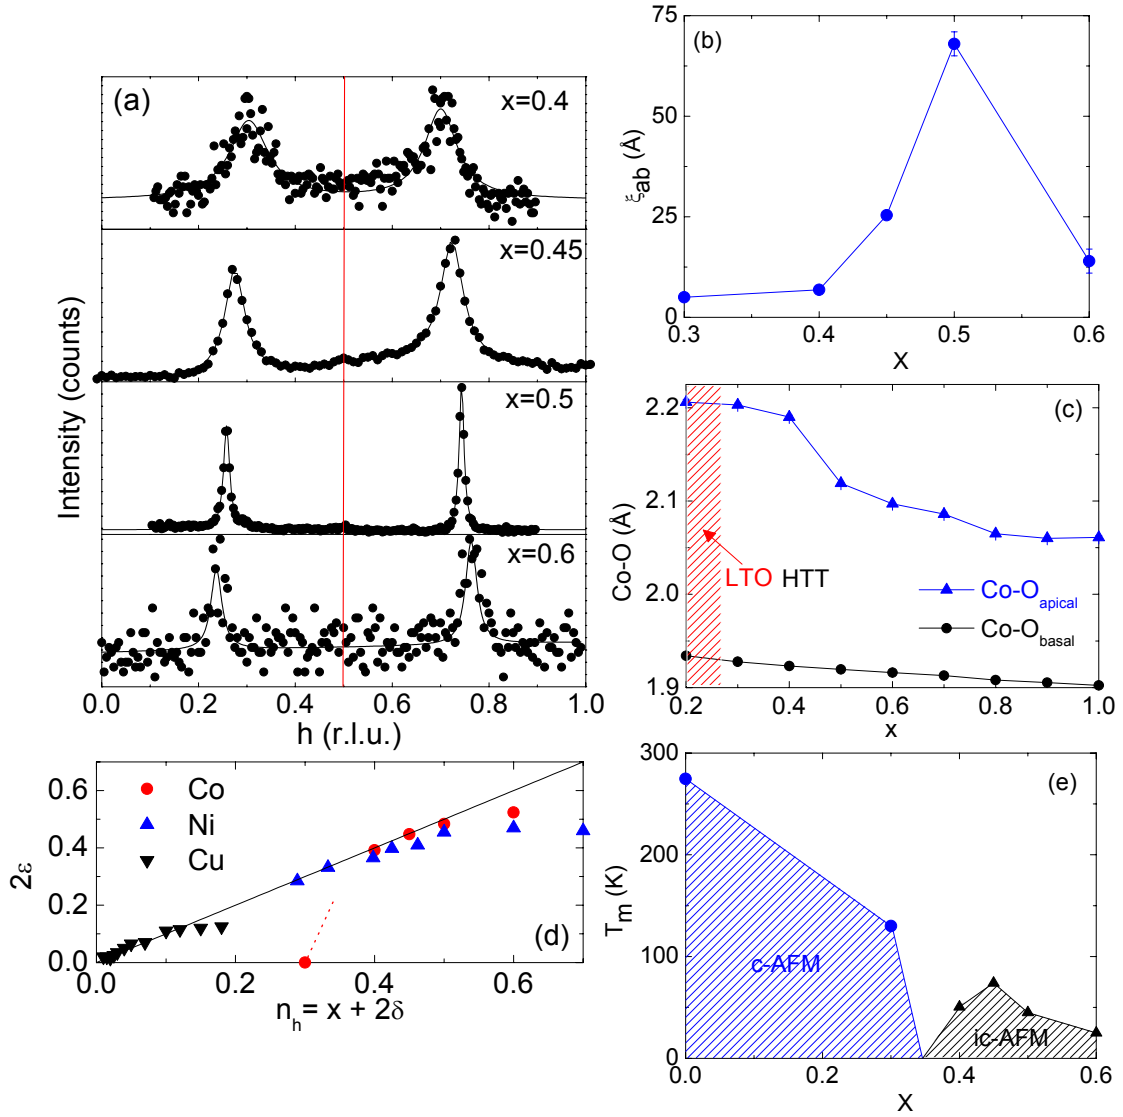 (a)
x=0.4
x=0.45
x=0.5
x=0.6
Intensity (counts)
0.0 0.2 0.4 0.6 0.8 1.0
h (r.l.u.)
(b)
75
50
25
0
ξab (Å)
0.3 0.4 0.5 0.6
X
(c)
2.2
2.1
2.0
1.9
Co-O (Å)
LTO HTT
Co-Oapical
Co-Obasal
0.2 0.4 0.6 0.8 1.0
x
0.6
0.4
0.2
0.0
2ε
Co
Ni
Cu
(d)
0.0 0.2 0.4 0.6
nh= x + 2δ
300
200
100
0
Tm (K)
(e)
c-AFM
ic-AFM
0.0 0.2 0.4 0.6
X